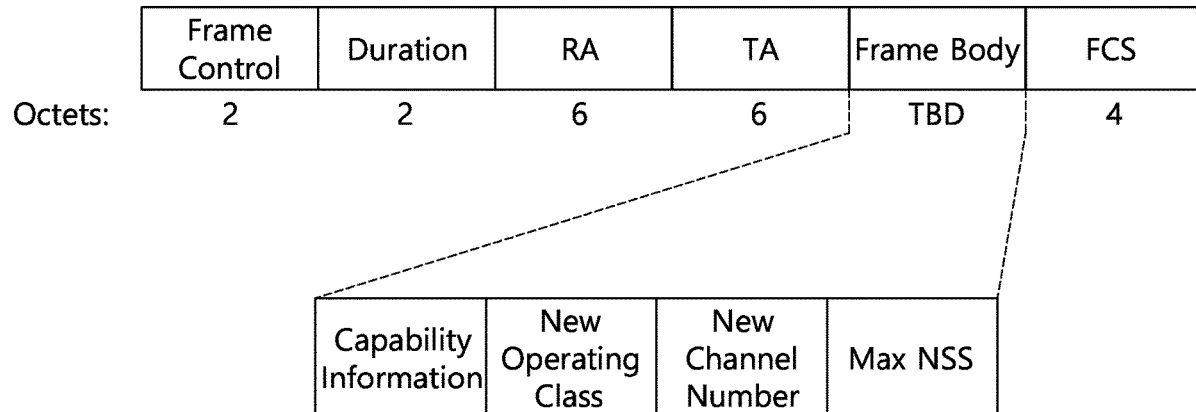 Frame Control
Duration
RA
TA
Frame Body
FCS
Octets:
2
2
6
6
TBD
4
Capability Information
New Operating Class
New Channel Number
Max NSS